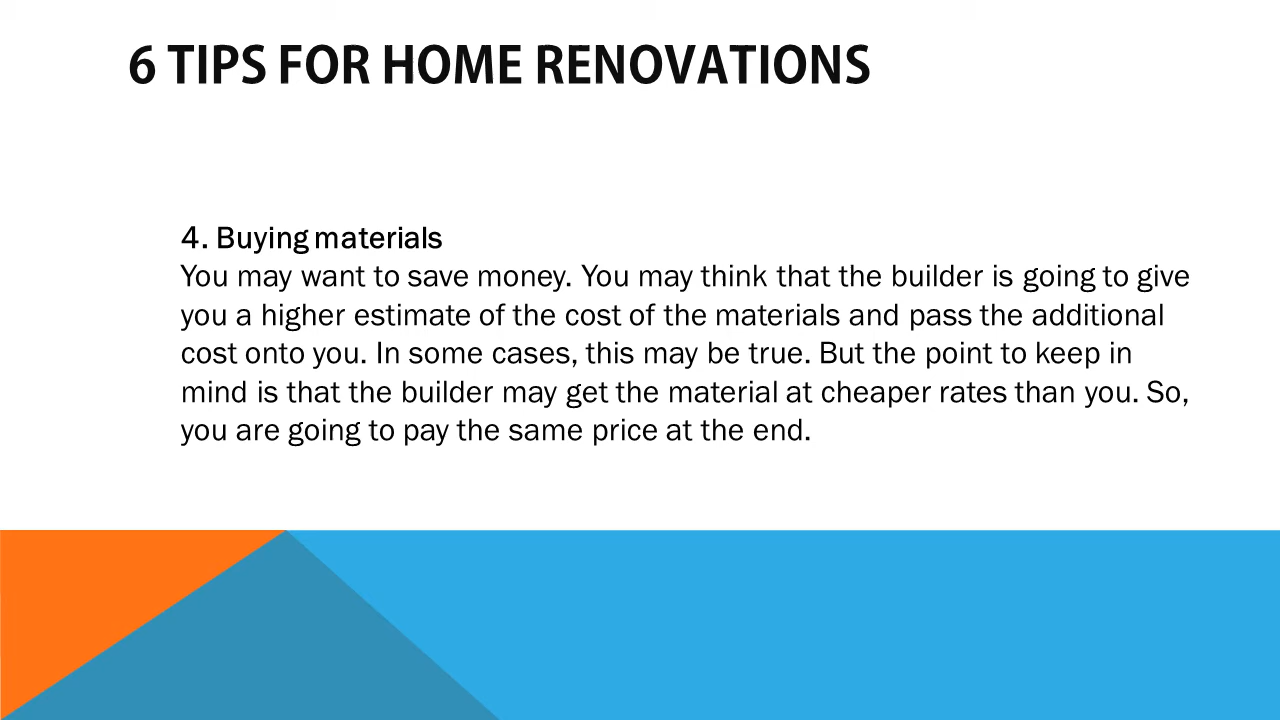 6 TIPS FOR HOME RENOVATIONS
4. Buying materials
You may want to save money. You may think that the builder is going to give
you a higher estimate of the cost of the materials and pass the additional
cost onto you. In some cases, this may be true. But the point to keep in
mind is that the builder may get the material at cheaper rates than you. So,
you are going to pay the same price at the end.